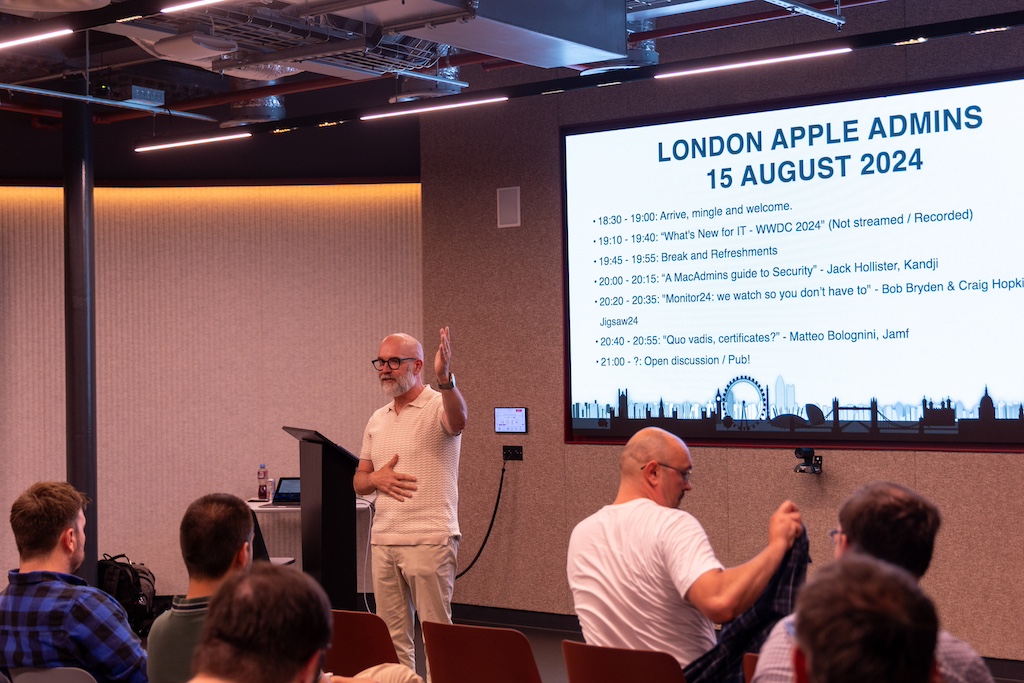 LONDON APPLE ADMINS
15 AUGUST 2024
• 18:30 - 19:00: Arrive, mingle and welcome.
• 19:10 - 19:40: “What's New for IT - WWDC 2024" (Not streamed / Recorded)
• 19:45 - 19:55: Break and Refreshments
• 20:00 - 20:15: “A MacAdmins guide to Security” - Jack Hollister, Kandji
• 20:20 - 20:35: "Monitor24: we watch so you don’t have to" - Bob Bryden & Craig Hopki
Jigsaw24
• 20:40 - 20:55: "Quo vadis, certificates?” - Matteo Bolognini, Jamf
• 21:00 - ?: Open discussion / Pub!